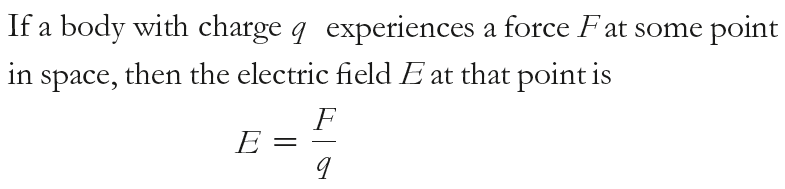 If a body with charge q experiences a force F at some point
in space, then the electric field E at that point is
E = F/q